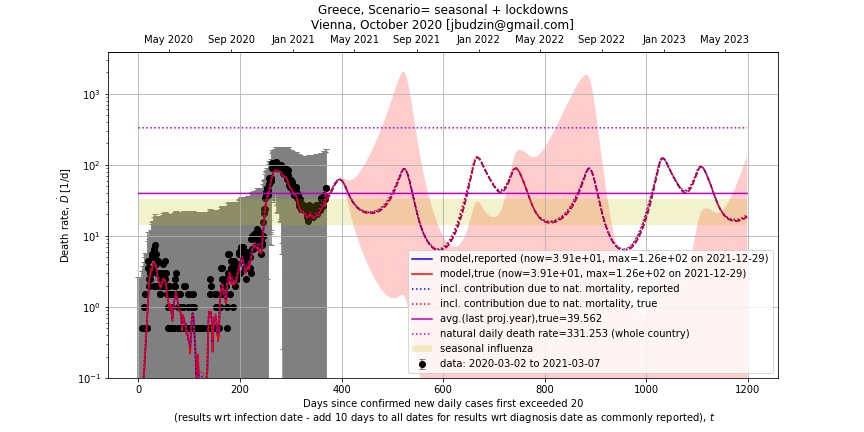 Greece, Scenario= seasonal + lockdowns
Vienna, October 2020 [jbudzin@gmail.com]
May 2020 Sep 2020 Jan 2021 May 2021 Sep 2021 Jan 2022 May 2022 Sep 2022 Jan 2023 May 2023
10³
10²
10¹
10⁰
10⁻¹
Death rate, Ḋ [1/d]
model,reported (now=3.91e+01, max=1.26e+02 on 2021-12-29)
model,true (now=3.91e+01, max=1.26e+02 on 2021-12-29)
incl. contribution due to nat. mortality, reported
incl. contribution due to nat. mortality, true
avg.(last proj.year),true=39.562
natural daily death rate=331.253 (whole country)
seasonal influenza
data: 2020-03-02 to 2021-03-07
0 200 400 600 800 1000 1200
Days since confirmed new daily cases first exceeded 20
(results wrt infection date - add 10 days to all dates for results wrt diagnosis date as commonly reported), t